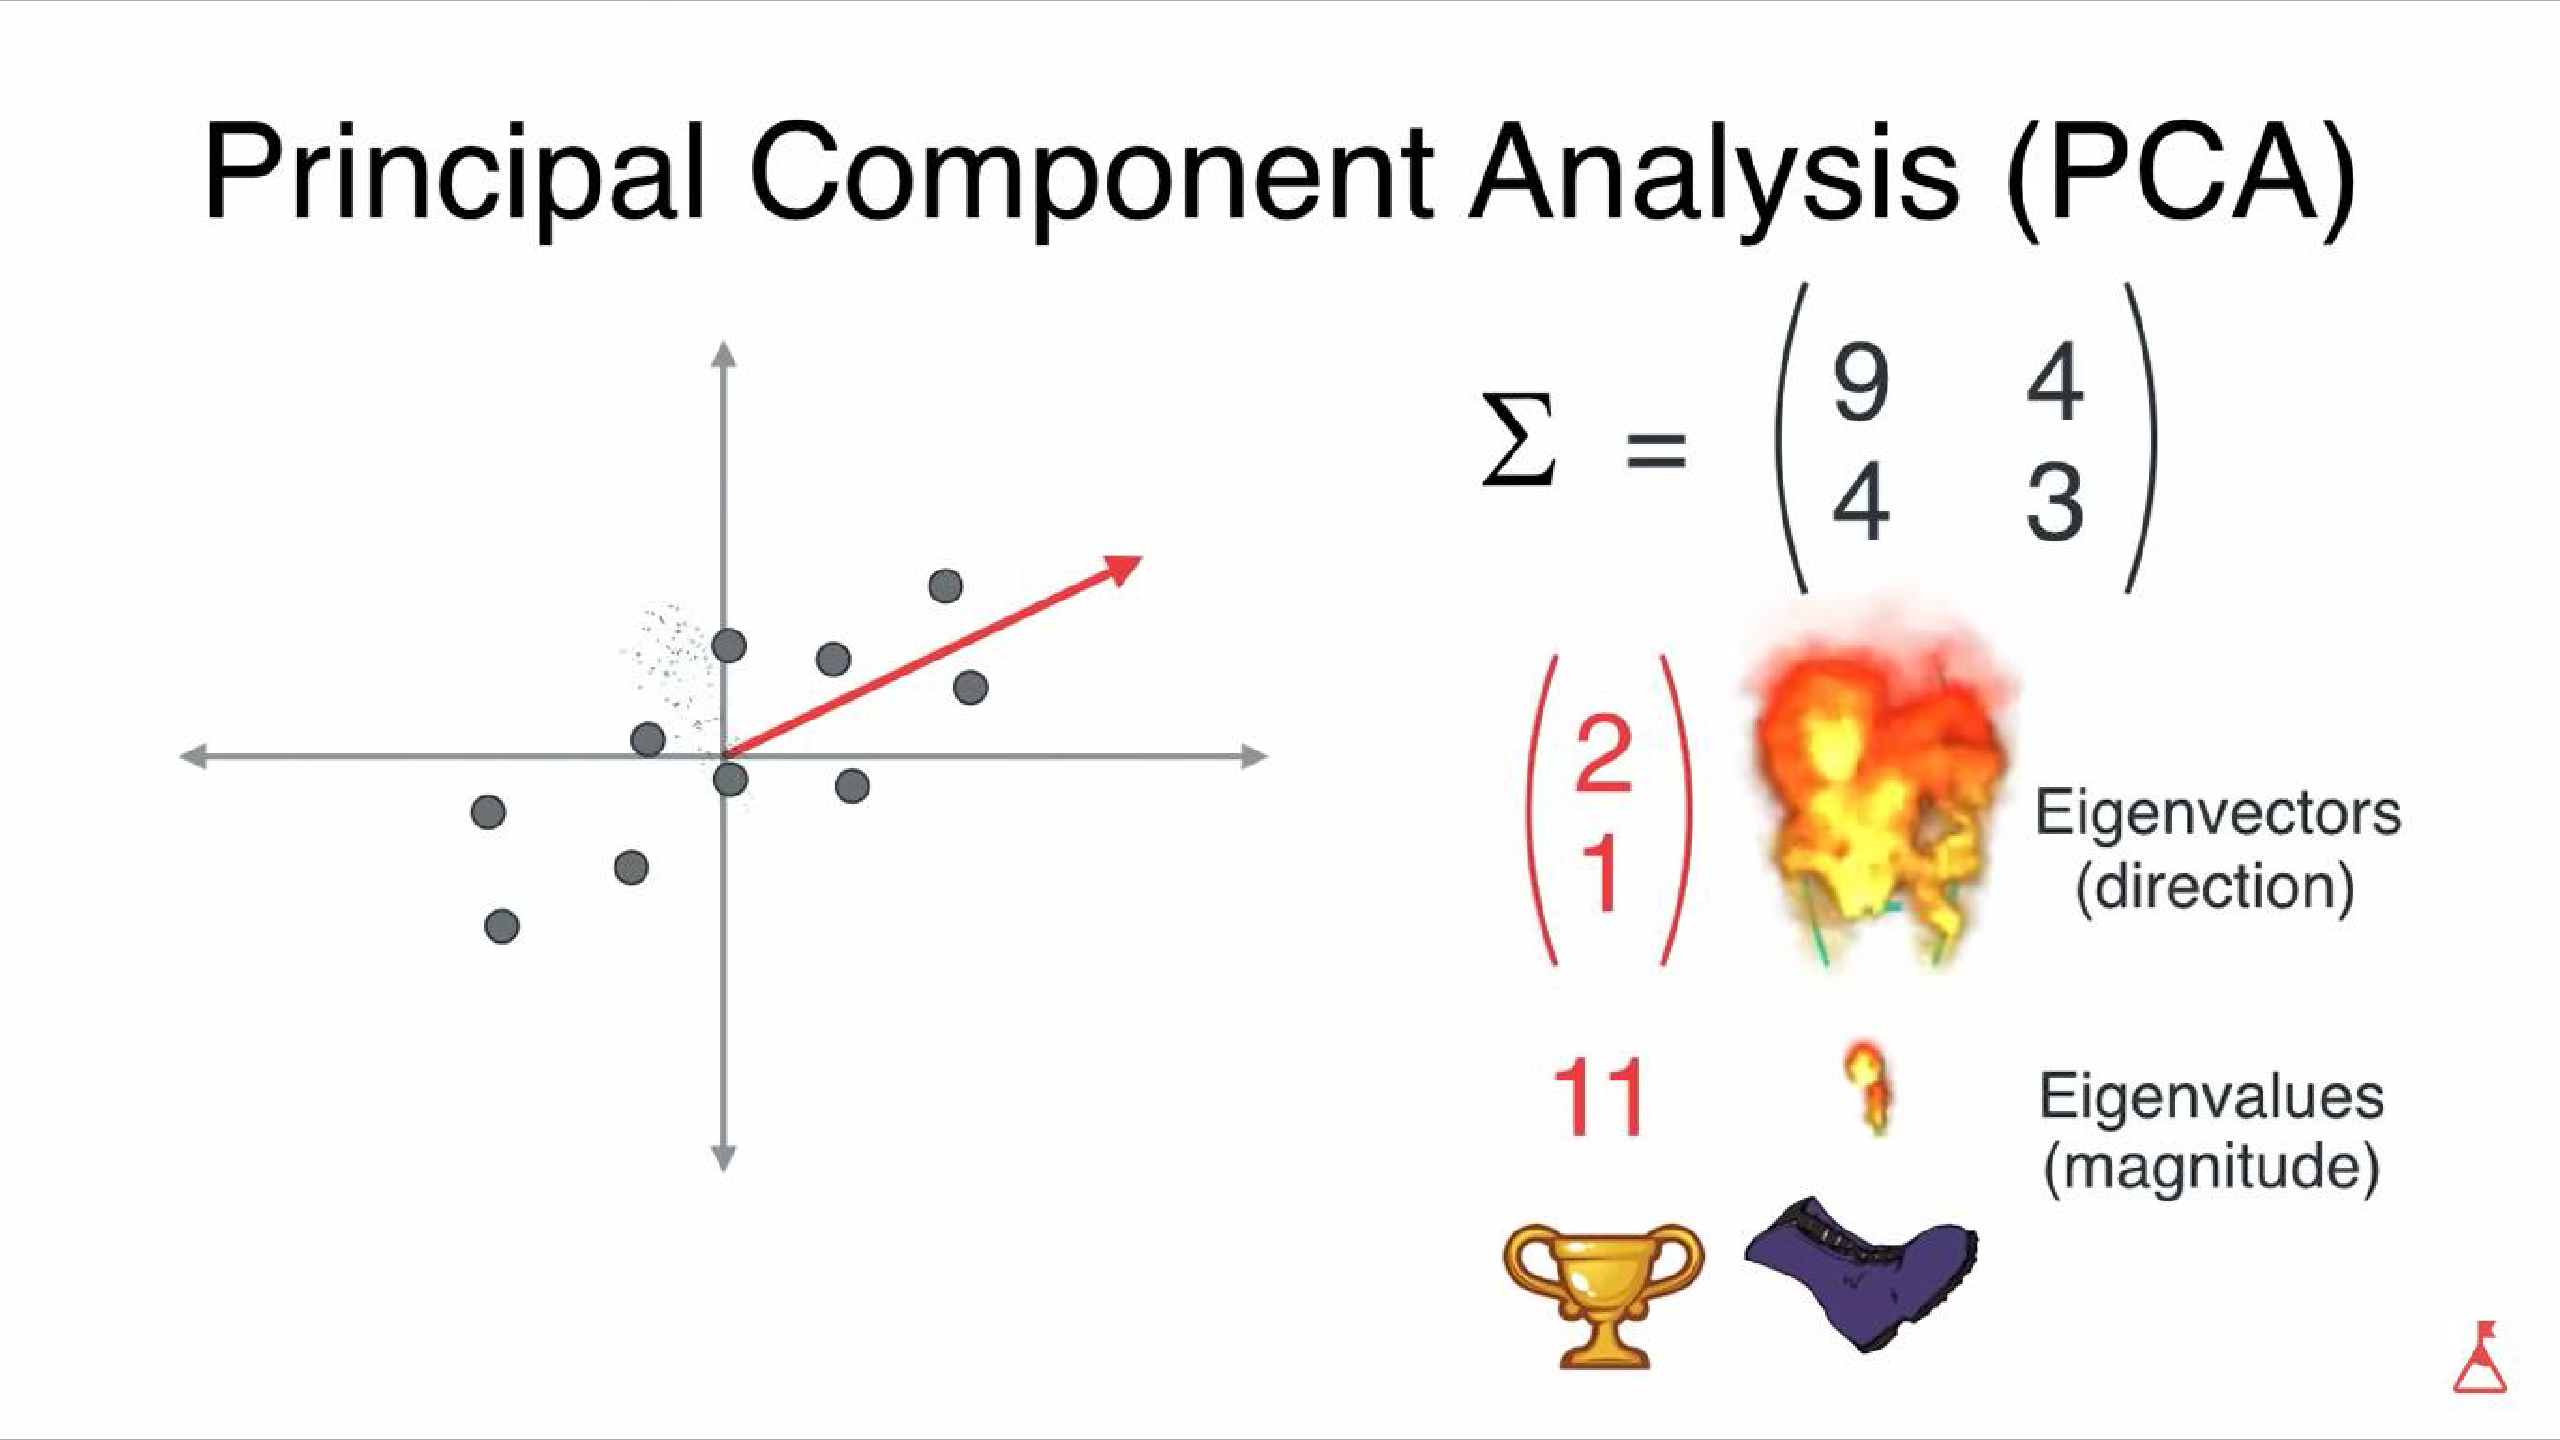 Principal Component Analysis (PCA)
Σ = ( 9 4
4 3 )
( 2
1 )
Eigenvectors
(direction)
11
Eigenvalues
(magnitude)